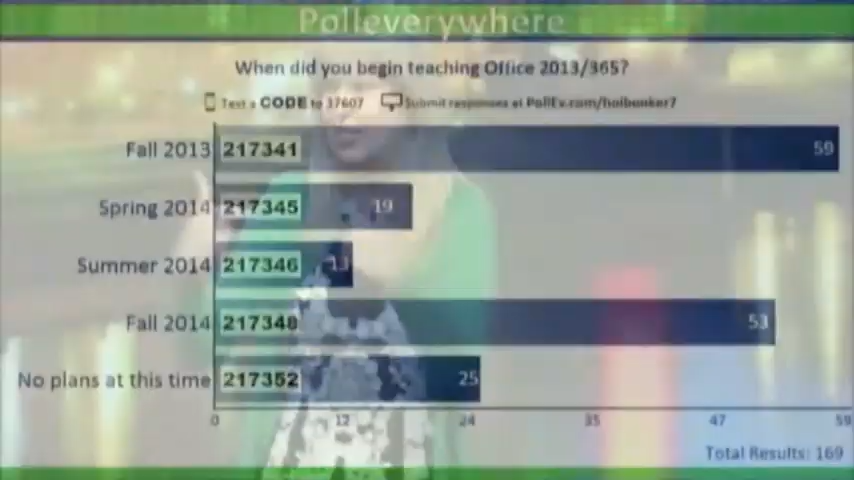 Polleverywhere
When did you begin teaching Office 2013/365?
Text a CODE to 37607 Submit responses at PollEv.com/holbunker7
Fall 2013 217341 59
Spring 2014 217345 19
Summer 2014 217346 13
Fall 2014 217348 53
No plans at this time 217352 25
0 12 24 35 47 59
Total Results: 169